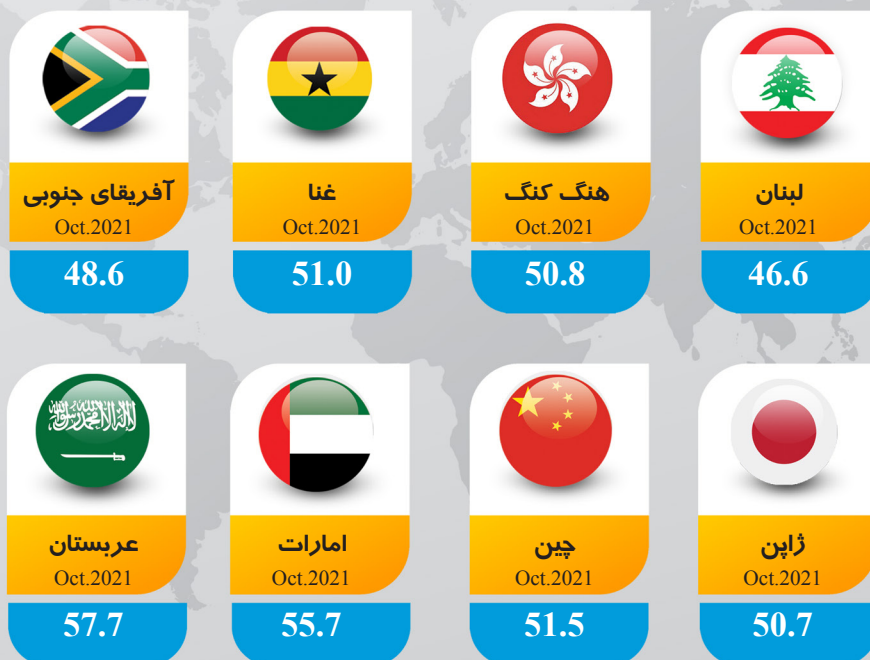 آفریقای جنوبی
Oct.2021
48.6
غنا
Oct.2021
51.0
هنگ کنگ
Oct.2021
50.8
لبنان
Oct.2021
46.6
عربستان
Oct.2021
57.7
امارات
Oct.2021
55.7
چین
Oct.2021
51.5
ژاپن
Oct.2021
50.7